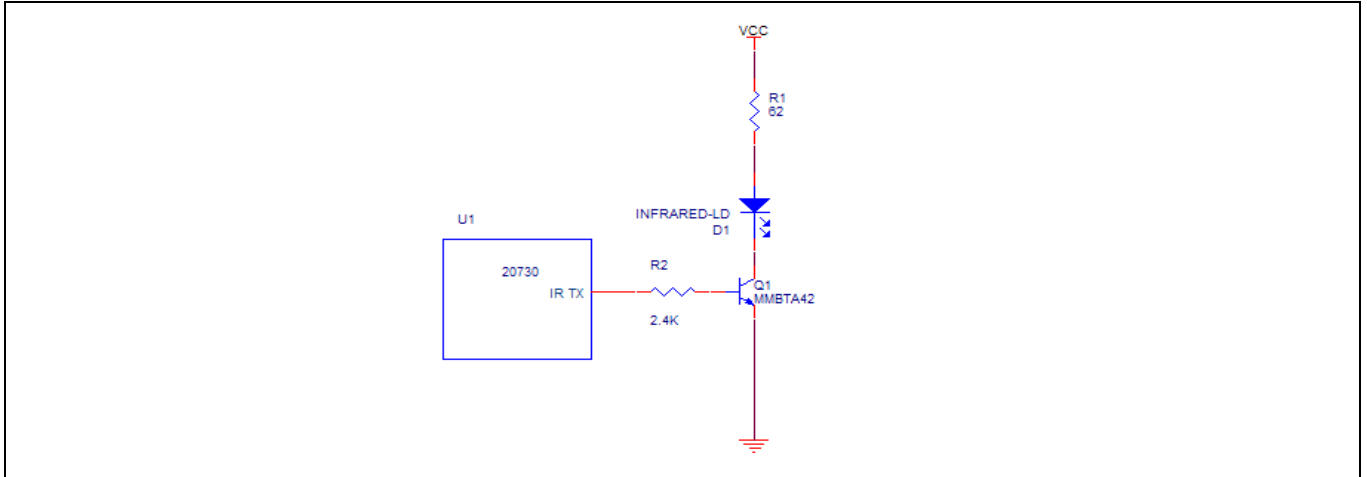 VCC
R1
62
INFRARED-LD
D1
U1
20730
IR TX
R2
2.4K
Q1
MMBTA42